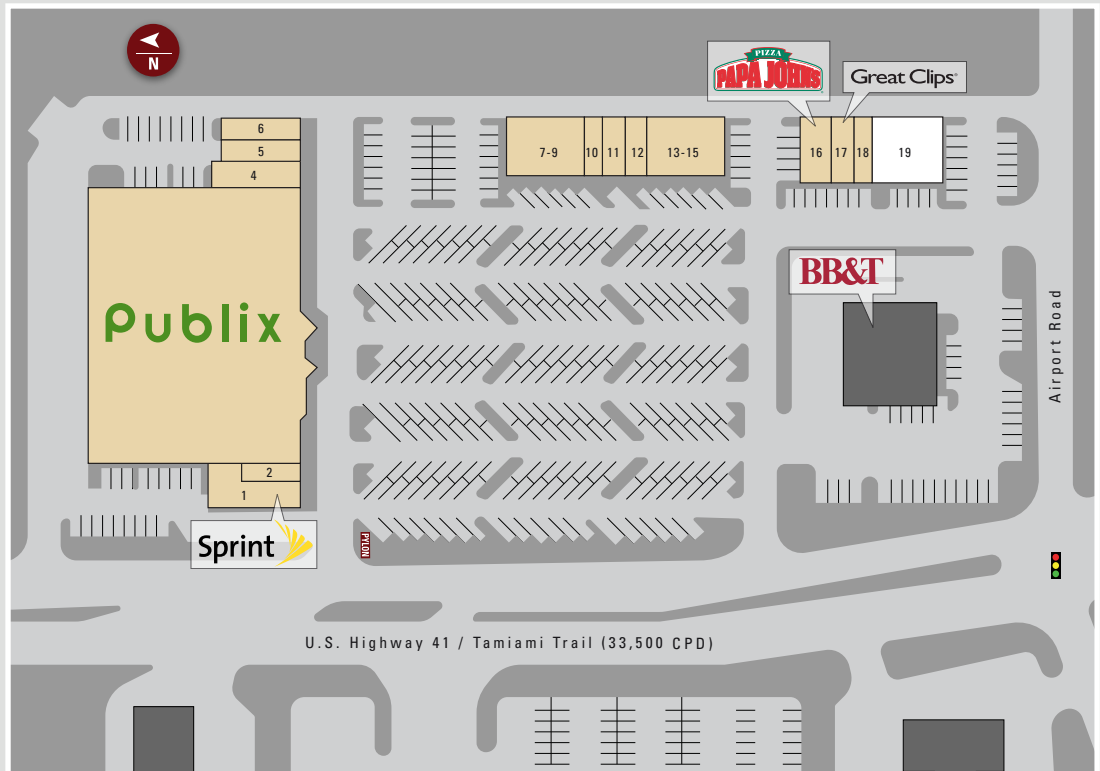 N
PIZZA
PAPA JOHN'S
Great Clips
6
5
4
7-9
10
11
12
13-15
16
17
18
19
Publix
BB&T
Airport Road
2
1
Sprint
PYLON
U.S. Highway 41 / Tamiami Trail (33,500 CPD)